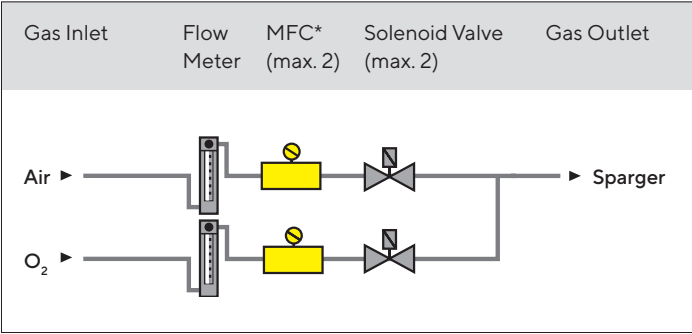 Gas Inlet
Flow Meter
MFC* (max. 2)
Solenoid Valve (max. 2)
Gas Outlet
Air
Sparger
O₂